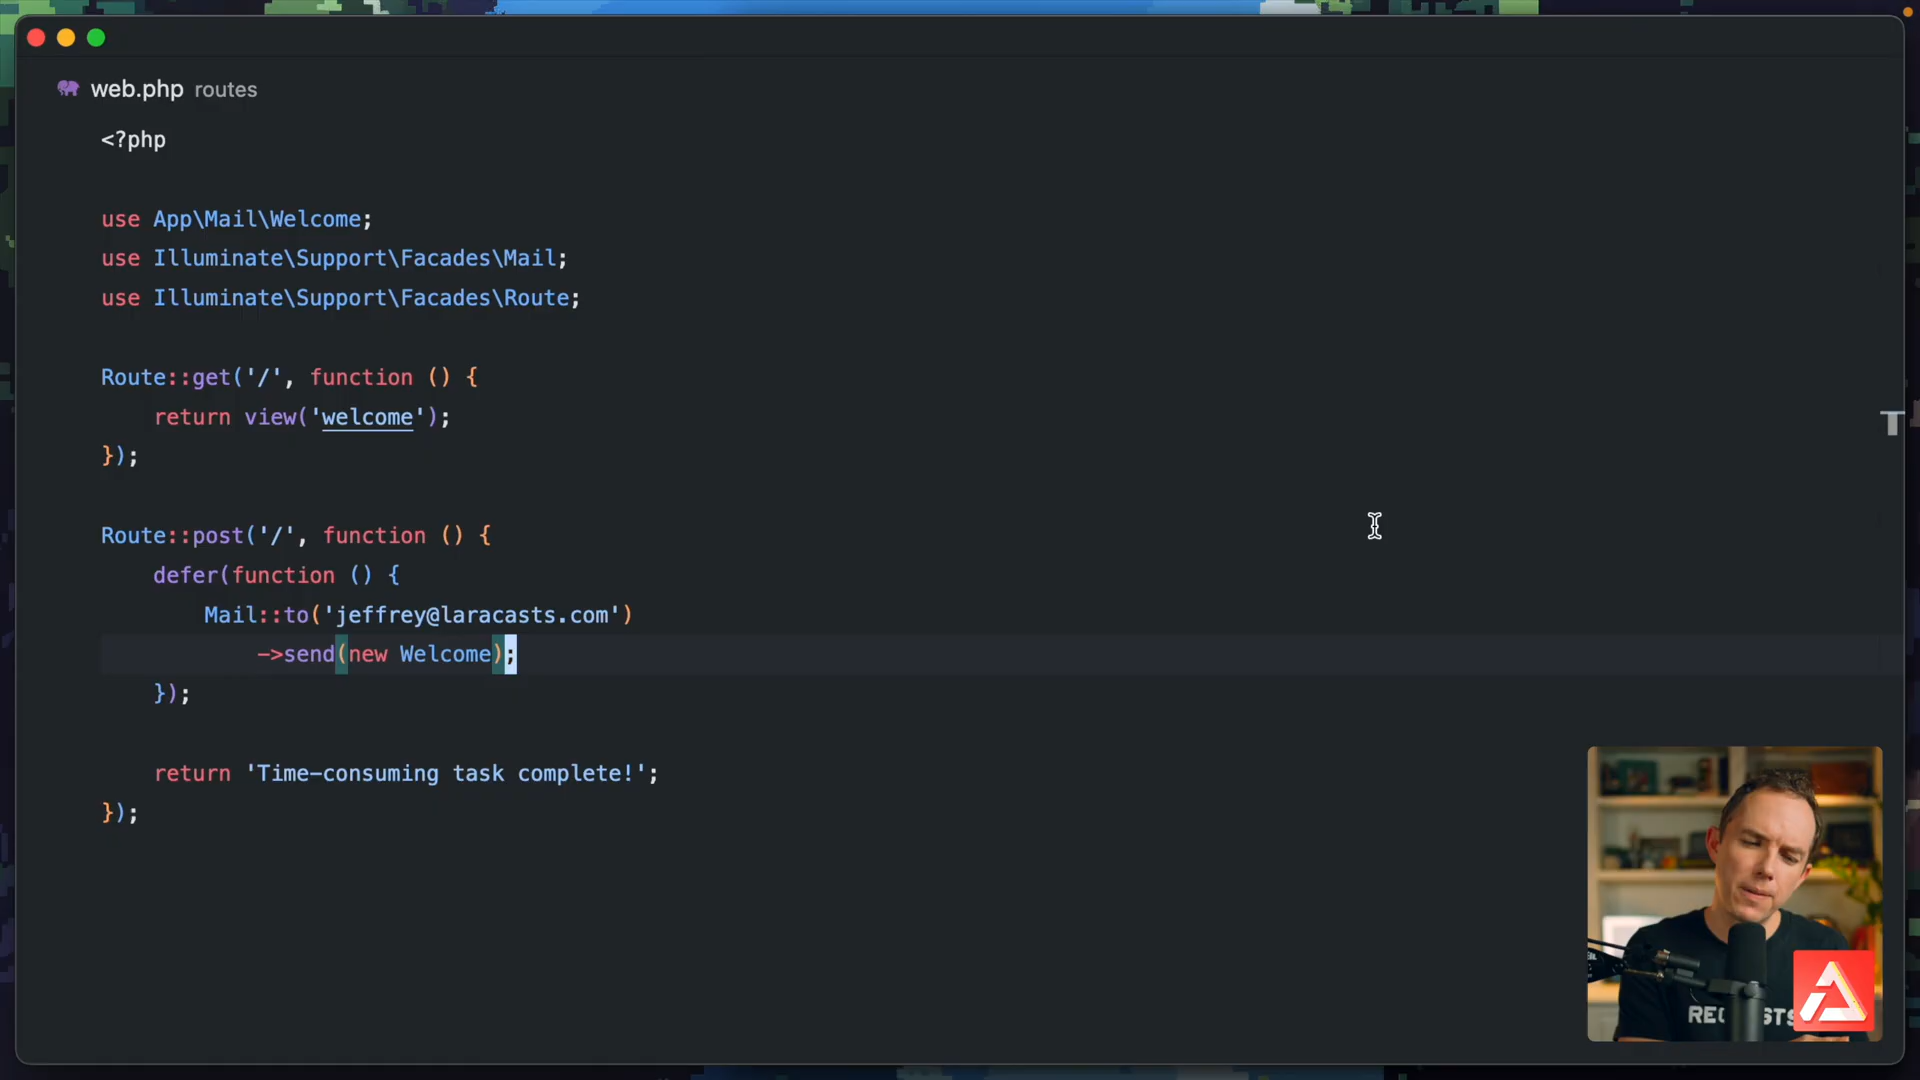 web.php routes
<?php
use App\Mail\Welcome;
use Illuminate\Support\Facades\Mail;
use Illuminate\Support\Facades\Route;
Route::get('/', function () {
    return view('welcome');
});
Route::post('/', function () {
    defer(function () {
        Mail::to('jeffrey@laracasts.com')
            ->send(new Welcome);
    });
    return 'Time-consuming task complete!';
});